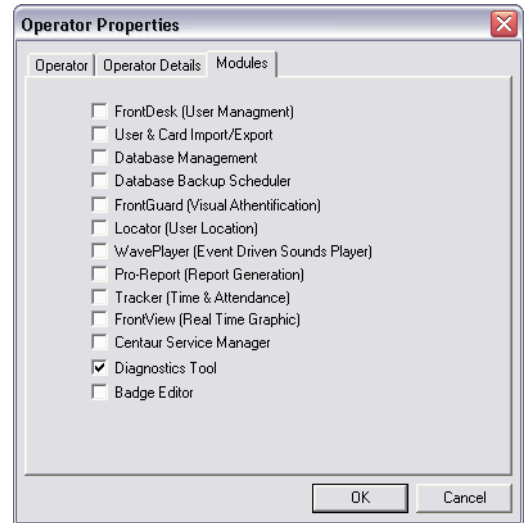 Operator Properties
Operator Operator Details Modules
FrontDesk (User Managment)
User & Card Import/Export
Database Management
Database Backup Scheduler
FrontGuard (Visual Athentification)
Locator (User Location)
WavePlayer (Event Driven Sounds Player)
Pro-Report (Report Generation)
Tracker (Time & Attendance)
FrontView (Real Time Graphic)
Centaur Service Manager
Diagnostics Tool
Badge Editor
OK Cancel